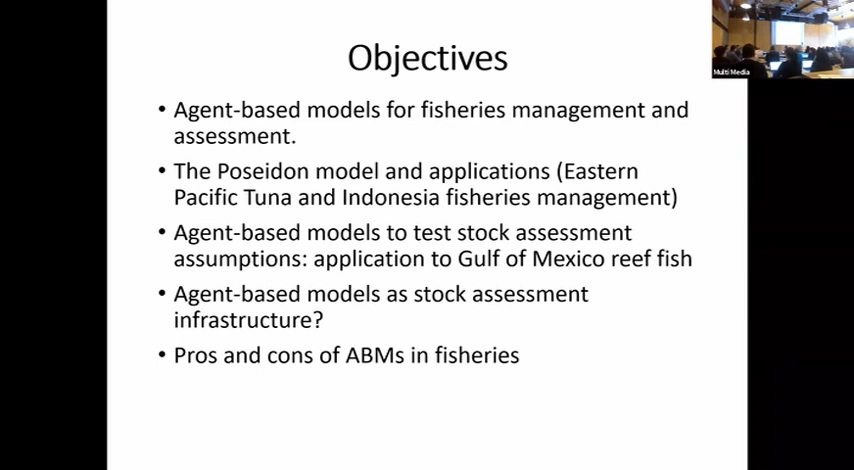 Objectives
• Agent-based models for fisheries management and
assessment.
• The Poseidon model and applications (Eastern
Pacific Tuna and Indonesia fisheries management)
• Agent-based models to test stock assessment
assumptions: application to Gulf of Mexico reef fish
• Agent-based models as stock assessment
infrastructure?
• Pros and cons of ABMs in fisheries
Multi Media